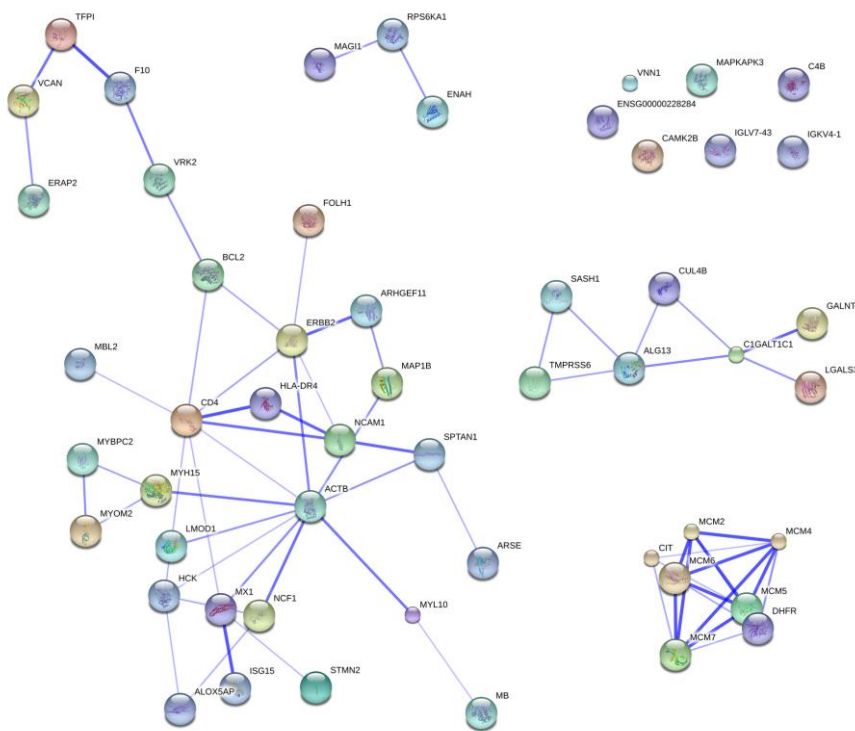 TFPI
RPS6KA1
MAGI1
VCAN
F10
VNN1
MAPKAPK3
C4B
ENAH
ENSG00000228284
CAMK2B
IGLV7-43
IGKV4-1
VRK2
ERAP2
FOLH1
BCL2
ARHGEF11
SASH1
CUL4B
ERBB2
GALNT
MBL2
MAP1B
TMPRSS6
ALG13
C1GALT1C1
LGALS3
HLA-DR4
CD4
NCAM1
SPTAN1
MYBPC2
MYH15
ACTB
MYOM2
LMOD1
MCM2
MCM4
ARSE
CIT
MCM6
HCK
MX1
NCF1
MCM5
DHFR
MYL10
MCM7
ISG15
STMN2
ALOX5AP
MB